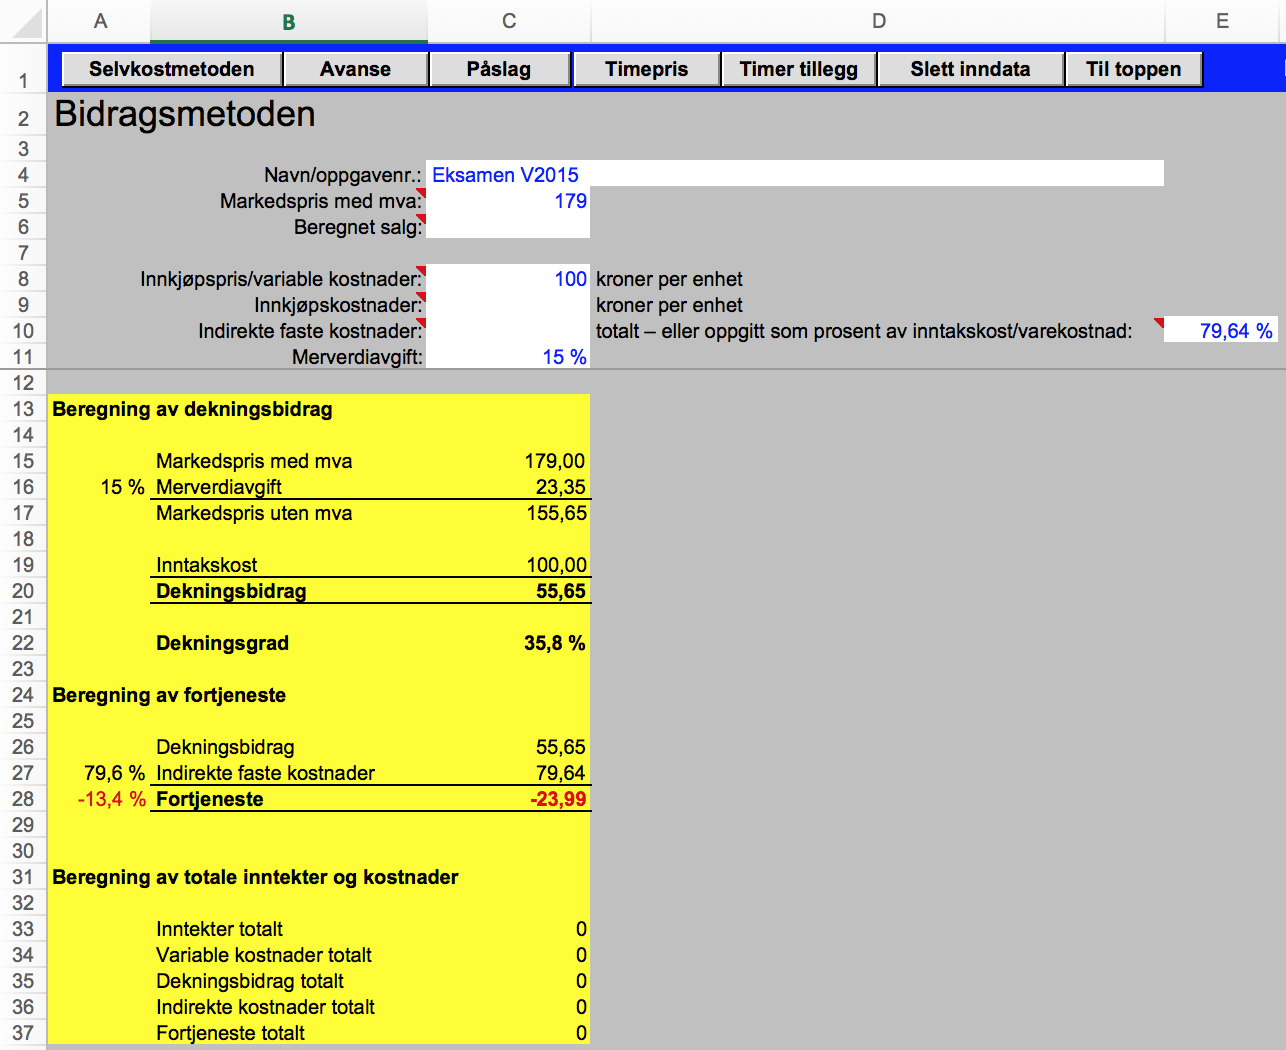 A B C D E
1 Selvkostmetoden Avanse Påslag Timepris Timer tillegg Slett inndata Til toppen
2 Bidragsmetoden
3
4 Navn/oppgavenr.: Eksamen V2015
5 Markedspris med mva: 179
6 Beregnet salg:
7
8 Innkjøpspris/variable kostnader: 100 kroner per enhet
9 Innkjøpskostnader: kroner per enhet
10 Indirekte faste kostnader: totalt – eller oppgitt som prosent av inntakskost/varekostnad: 79,64 %
11 Merverdiavgift: 15 %
12
13 Beregning av dekningsbidrag
14
15 Markedspris med mva 179,00
16 15 % Merverdiavgift 23,35
17 Markedspris uten mva 155,65
18
19 Inntakskost 100,00
20 Dekningsbidrag 55,65
21
22 Dekningsgrad 35,8 %
23
24 Beregning av fortjeneste
25
26 Dekningsbidrag 55,65
27 79,6 % Indirekte faste kostnader 79,64
28 -13,4 % Fortjeneste -23,99
29
30
31 Beregning av totale inntekter og kostnader
32
33 Inntekter totalt 0
34 Variable kostnader totalt 0
35 Dekningsbidrag totalt 0
36 Indirekte kostnader totalt 0
37 Fortjeneste totalt 0